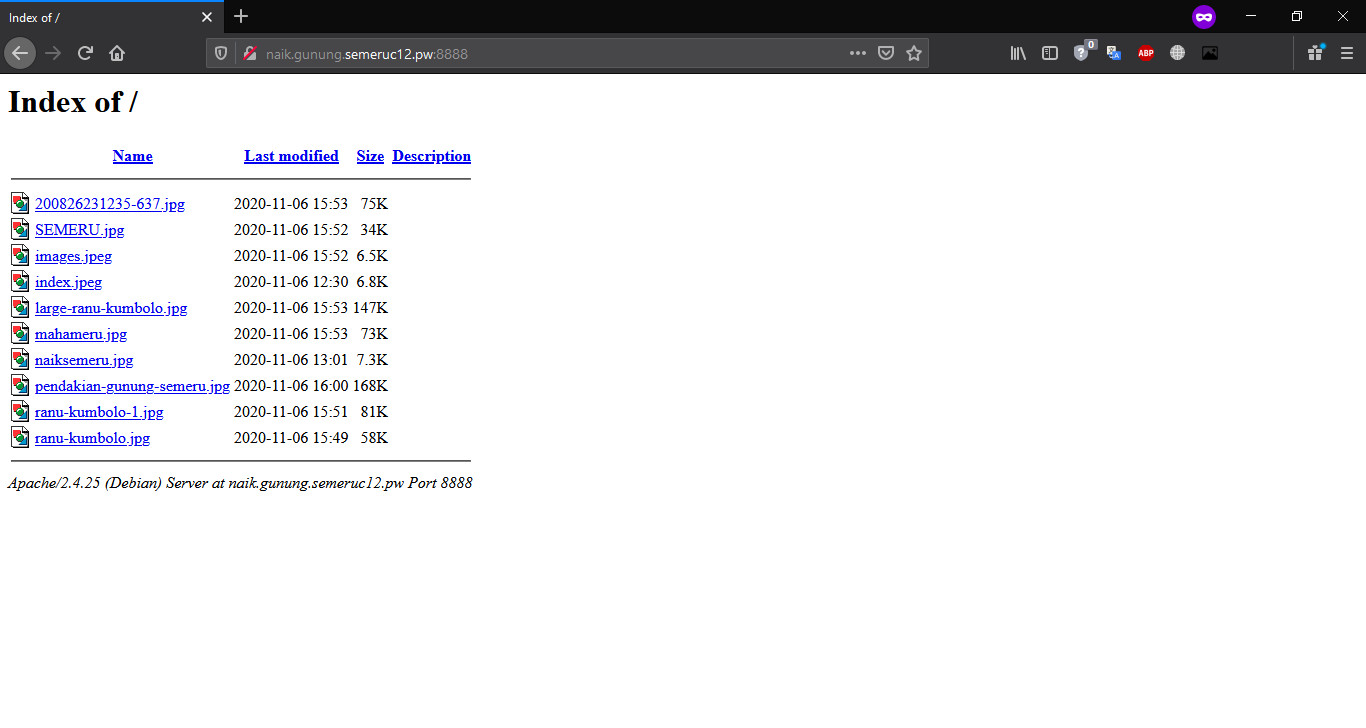 Index of /
naik.gunung.semeruc12.pw:8888
0
ABP
Index of /
Name Last modified Size Description
200826231235-637.jpg 2020-11-06 15:53 75K
SEMERU.jpg 2020-11-06 15:52 34K
images.jpeg 2020-11-06 15:52 6.5K
index.jpeg 2020-11-06 12:30 6.8K
large-ranu-kumbolo.jpg 2020-11-06 15:53 147K
mahameru.jpg 2020-11-06 15:53 73K
naiksemeru.jpg 2020-11-06 13:01 7.3K
pendakian-gunung-semeru.jpg 2020-11-06 16:00 168K
ranu-kumbolo-1.jpg 2020-11-06 15:51 81K
ranu-kumbolo.jpg 2020-11-06 15:49 58K
Apache/2.4.25 (Debian) Server at naik.gunung.semeruc12.pw Port 8888